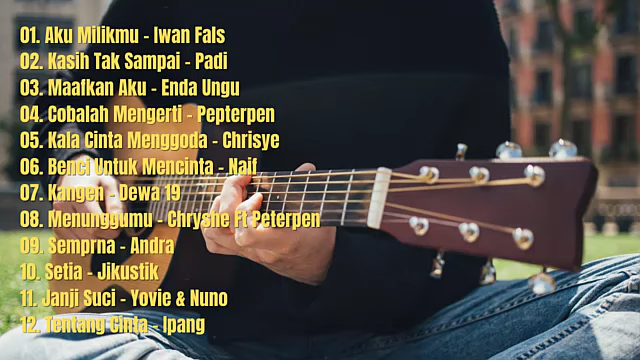 01. Aku Milikmu - Iwan Fals
02. Kasih Tak Sampai - Padi
03. Maafkan Aku - Enda Ungu
04. Cobalah Mengerti - Pepterpen
05. Kala Cinta Menggoda - Chrisye
06. Benci Untuk Mencinta - Naif
07. Kangen - Dewa 19
08. Menunggumu - Chryshe Ft Peterpen
09. Semprna - Andra
10. Setia - Jikustik
11. Janji Suci - Yovie & Nuno
12. Tentang Cinta - Ipang